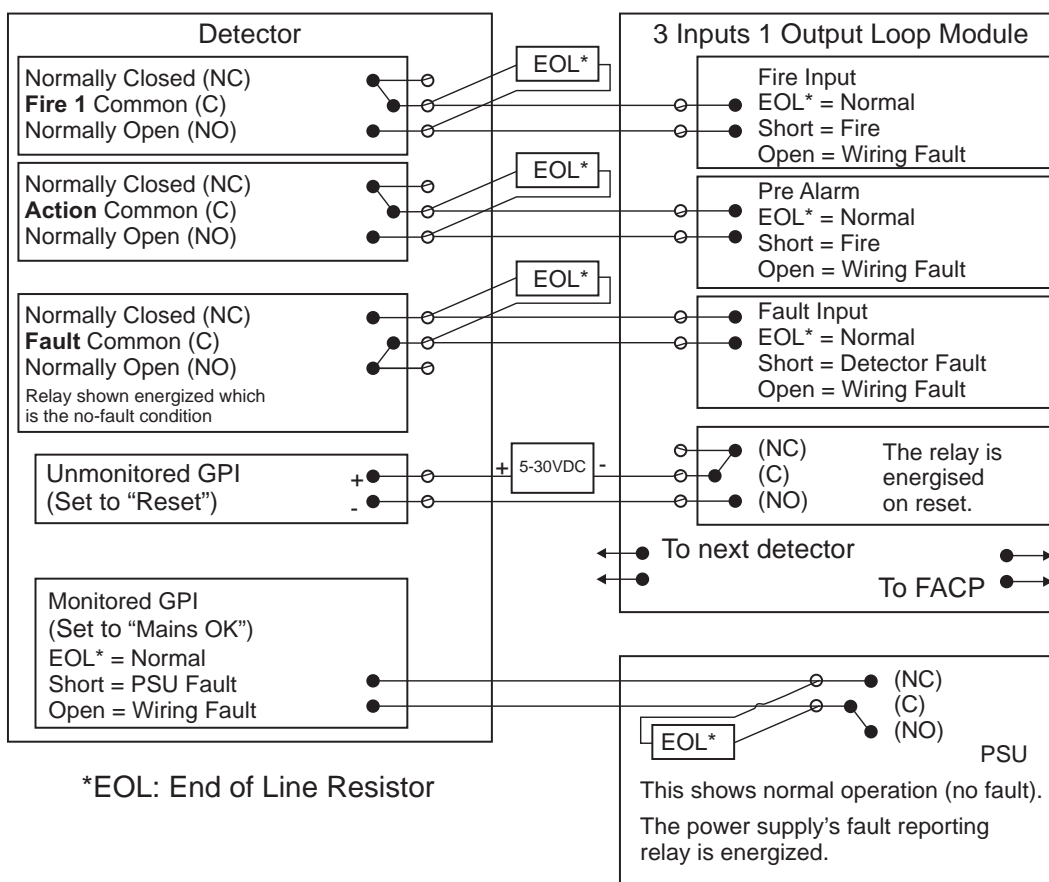 Detector
Normally Closed (NC)
Fire 1 Common (C)
Normally Open (NO)
EOL*
Normally Closed (NC)
Action Common (C)
Normally Open (NO)
EOL*
Normally Closed (NC)
Fault Common (C)
Normally Open (NO)
Relay shown energized which
is the no-fault condition
EOL*
Unmonitored GPI
(Set to “Reset”)
+
-
+
5-30VDC
-
Monitored GPI
(Set to “Mains OK”)
EOL* = Normal
Short = PSU Fault
Open = Wiring Fault
3 Inputs 1 Output Loop Module
Fire Input
EOL* = Normal
Short = Fire
Open = Wiring Fault
Pre Alarm
EOL* = Normal
Short = Fire
Open = Wiring Fault
Fault Input
EOL* = Normal
Short = Detector Fault
Open = Wiring Fault
(NC)
(C)
(NO)
The relay is
energised
on reset.
To next detector
To FACP
(NC)
(C)
(NO)
EOL*
PSU
This shows normal operation (no fault).
The power supply’s fault reporting
relay is energized.
*EOL: End of Line Resistor